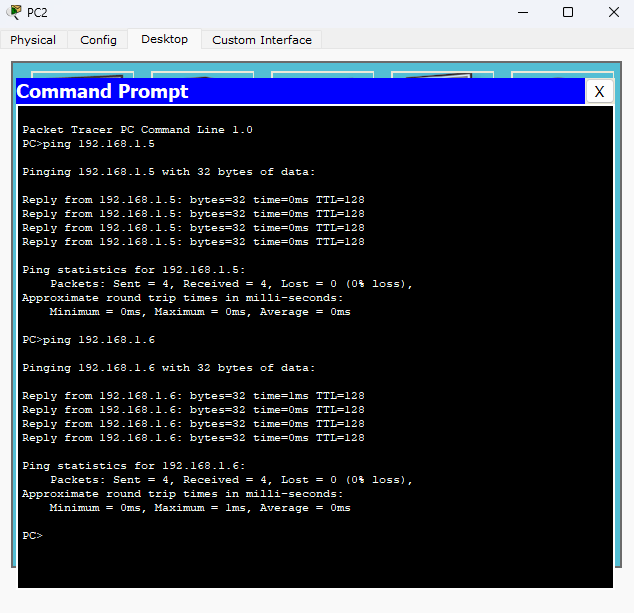 PC2
Physical Config Desktop Custom Interface
Command Prompt X
Packet Tracer PC Command Line 1.0
PC>ping 192.168.1.5
Pinging 192.168.1.5 with 32 bytes of data:
Reply from 192.168.1.5: bytes=32 time=0ms TTL=128
Reply from 192.168.1.5: bytes=32 time=0ms TTL=128
Reply from 192.168.1.5: bytes=32 time=0ms TTL=128
Reply from 192.168.1.5: bytes=32 time=0ms TTL=128
Ping statistics for 192.168.1.5:
Packets: Sent = 4, Received = 4, Lost = 0 (0% loss),
Approximate round trip times in milli-seconds:
Minimum = 0ms, Maximum = 0ms, Average = 0ms
PC>ping 192.168.1.6
Pinging 192.168.1.6 with 32 bytes of data:
Reply from 192.168.1.6: bytes=32 time=1ms TTL=128
Reply from 192.168.1.6: bytes=32 time=0ms TTL=128
Reply from 192.168.1.6: bytes=32 time=0ms TTL=128
Reply from 192.168.1.6: bytes=32 time=0ms TTL=128
Ping statistics for 192.168.1.6:
Packets: Sent = 4, Received = 4, Lost = 0 (0% loss),
Approximate round trip times in milli-seconds:
Minimum = 0ms, Maximum = 1ms, Average = 0ms
PC>